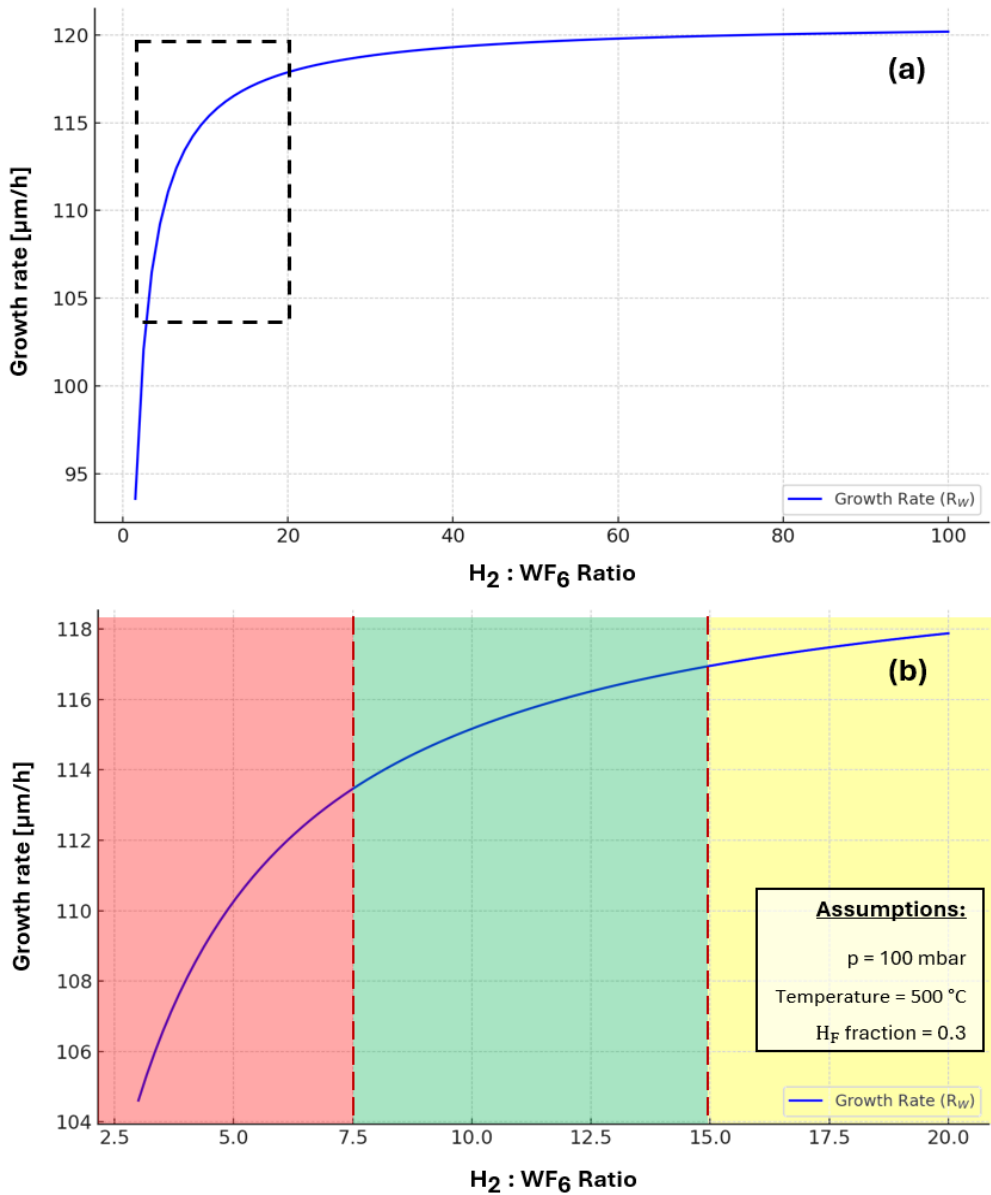 120
115
110
105
100
95
Growth rate [µm/h]
(a)
Growth Rate (R_W)
0 20 40 60 80 100
H₂ : WF₆ Ratio
118
116
114
112
110
108
106
104
Growth rate [µm/h]
(b)
Assumptions:
p = 100 mbar
Temperature = 500 °C
H_F fraction = 0.3
Growth Rate (R_W)
2.5 5.0 7.5 10.0 12.5 15.0 17.5 20.0
H₂ : WF₆ Ratio